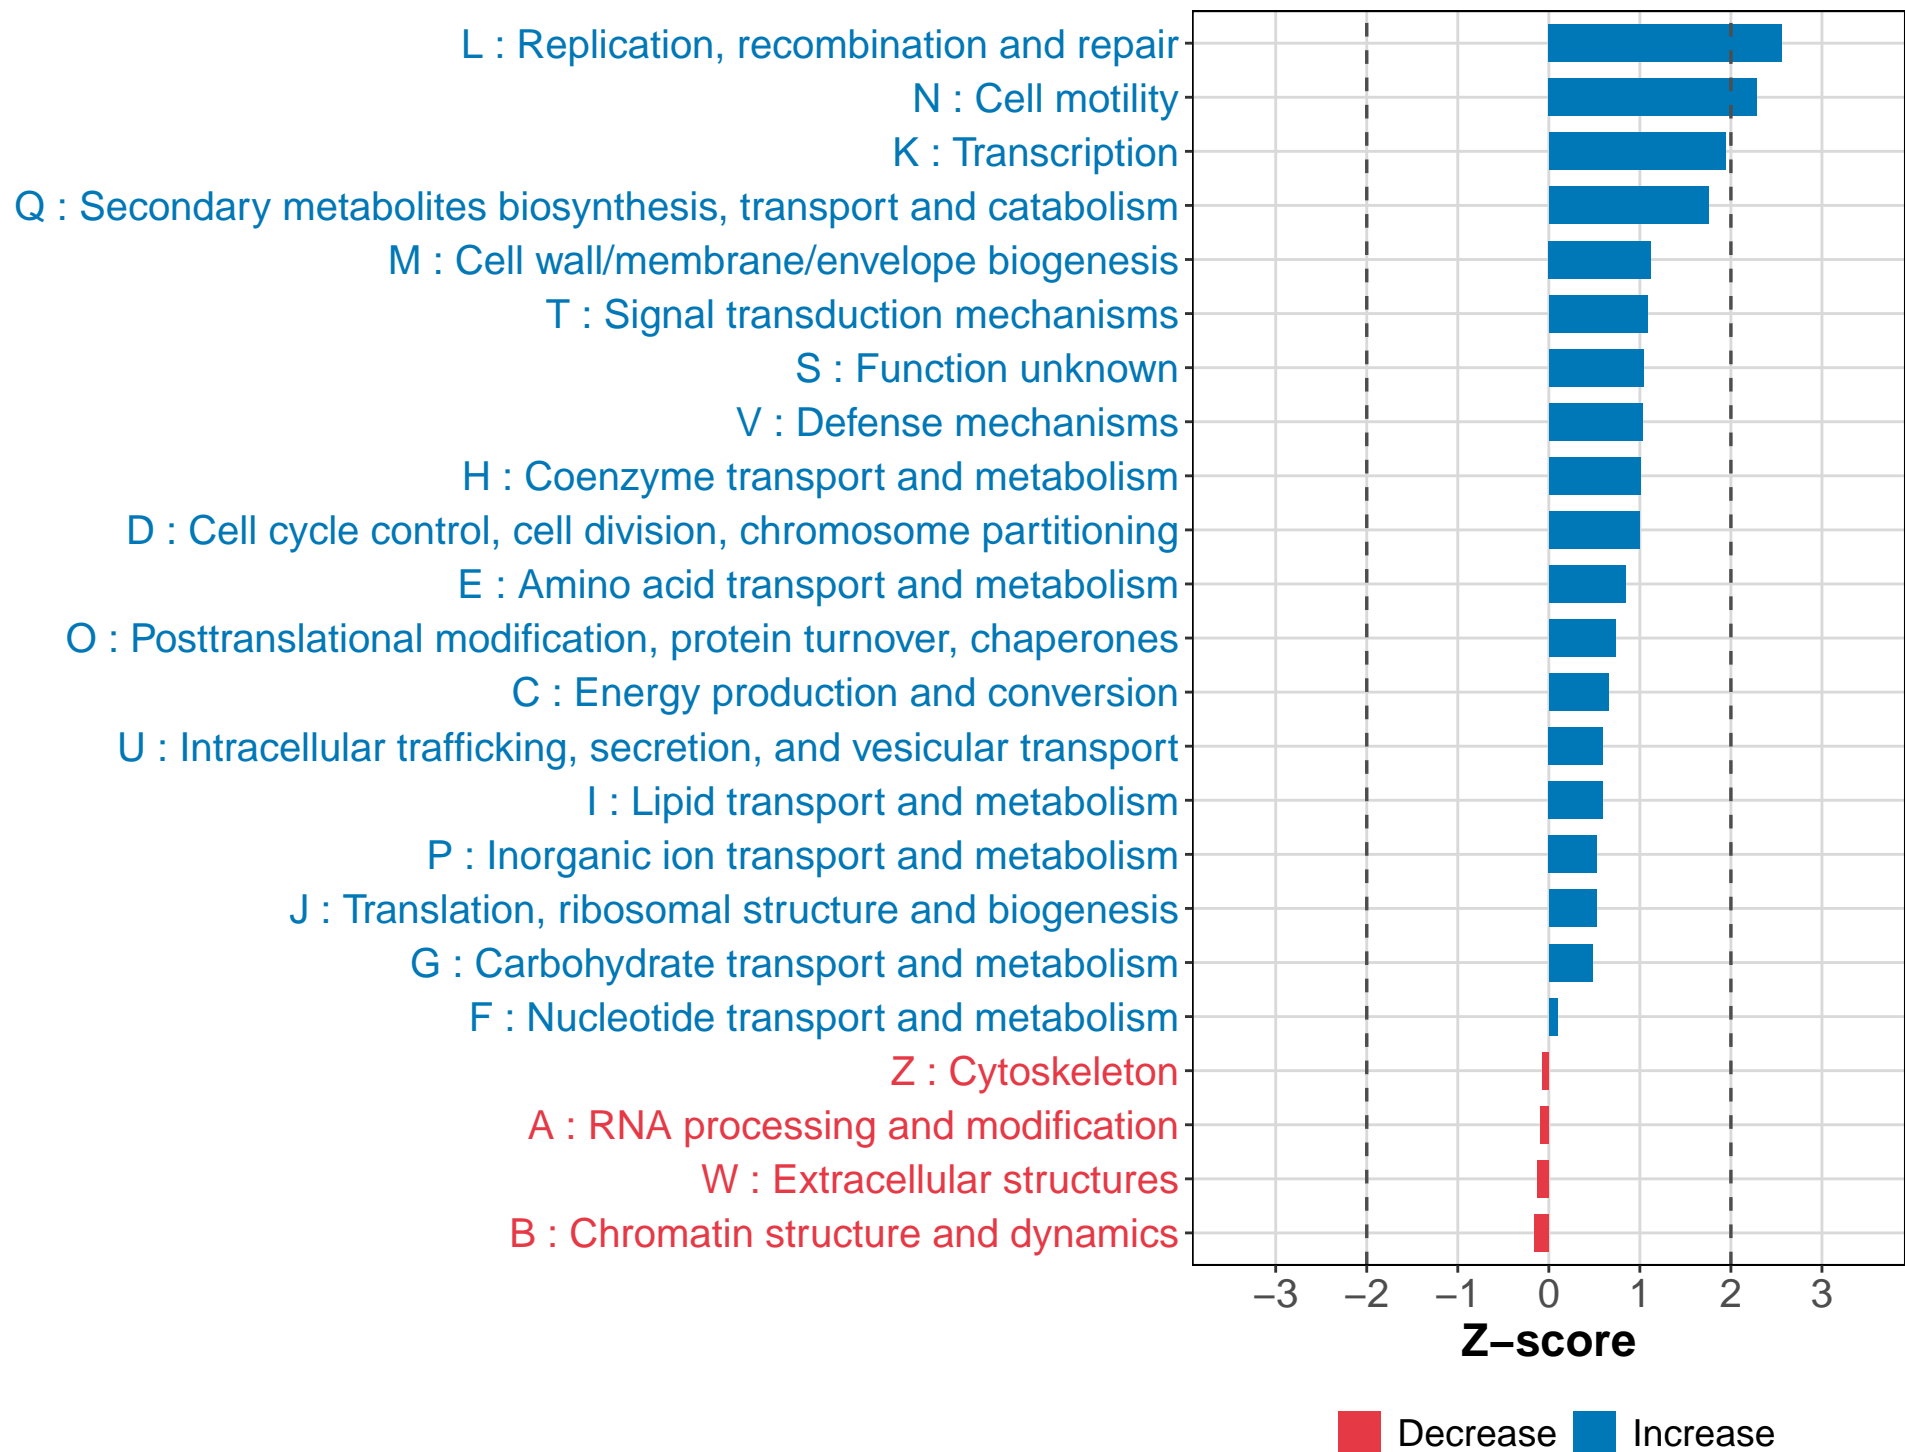 L : Replication, recombination and repair
N : Cell motility
K : Transcription
Q : Secondary metabolites biosynthesis, transport and catabolism
M : Cell wall/membrane/envelope biogenesis
T : Signal transduction mechanisms
S : Function unknown
V : Defense mechanisms
H : Coenzyme transport and metabolism
D : Cell cycle control, cell division, chromosome partitioning
E : Amino acid transport and metabolism
O : Posttranslational modification, protein turnover, chaperones
C : Energy production and conversion
U : Intracellular trafficking, secretion, and vesicular transport
I : Lipid transport and metabolism
P : Inorganic ion transport and metabolism
J : Translation, ribosomal structure and biogenesis
G : Carbohydrate transport and metabolism
F : Nucleotide transport and metabolism
Z : Cytoskeleton
A : RNA processing and modification
W : Extracellular structures
B : Chromatin structure and dynamics
−3 −2 −1 0 1 2 3
Z−score
Decrease Increase